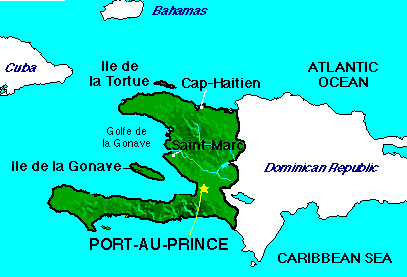 Bahamas
Cuba
Ile de
la Tortue
Cap-Haitien
ATLANTIC
OCEAN
Golfe de
la Gonave
Saint-Marc
Ile de la Gonave
Dominican Republic
PORT-AU-PRINCE
CARIBBEAN SEA